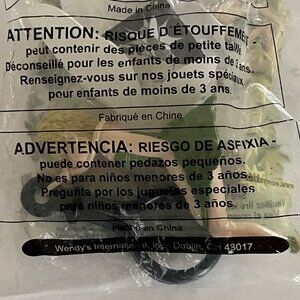 Made in China
ATTENTION: RISQUE D'ÉTOUFFEMENT -
peut contenir des pièces de petite taille
Déconseillé pour les enfants de moins de 3 ans.
Renseignez-vous sur nos jouets spéciaux
pour enfants de moins de 3 ans.
Fabriqué en Chine
ADVERTENCIA: RIESGO DE ASFIXIA-
puede contener pedazos pequeños.
No es para niños menores de 3 años.
Pregunte por los juguetes especiales
para niños menores de 3 años.
Hecho en China
Wendy's International, Inc., Dublin, OH 43017.